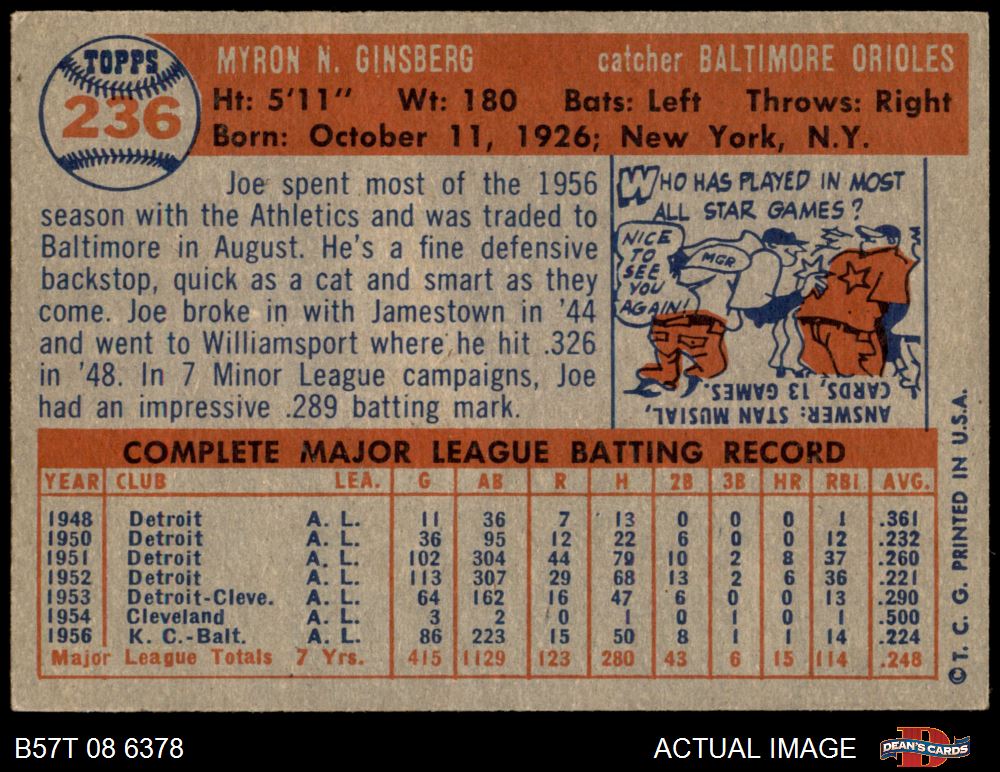 TOPPS
236
MYRON N. GINSBERG catcher BALTIMORE ORIOLES
Ht: 5'11" Wt: 180 Bats: Left Throws: Right
Born: October 11, 1926; New York, N.Y.
Joe spent most of the 1956
season with the Athletics and was traded to
Baltimore in August. He's a fine defensive
backstop, quick as a cat and smart as they
come. Joe broke in with Jamestown in '44
and went to Williamsport where he hit .326
in '48. In 7 Minor League campaigns, Joe
had an impressive .289 batting mark.
WHO HAS PLAYED IN MOST
ALL STAR GAMES?
NICE
TO
SEE
YOU
AGAIN!
MGR
ANSWER: STAN MUSIAL,
CARDS, 13 GAMES.
COMPLETE MAJOR LEAGUE BATTING RECORD
YEAR CLUB LEA. G AB R H 2B 3B HR RBI AVG.
1948 Detroit A. L. 11 36 7 13 0 0 0 1 .361
1950 Detroit A. L. 36 95 12 22 6 0 0 12 .232
1951 Detroit A. L. 102 304 44 79 10 2 8 37 .260
1952 Detroit A. L. 113 307 29 68 13 2 6 36 .221
1953 Detroit-Cleve. A. L. 64 162 16 47 6 0 0 13 .290
1954 Cleveland A. L. 3 2 0 1 0 1 0 1 .500
1956 K. C.-Balt. A. L. 86 223 15 50 8 1 1 14 .224
Major League Totals 7 Yrs. 415 1129 123 280 43 6 15 114 .248
© T. C. G. PRINTED IN U.S.A.
B57T 08 6378 ACTUAL IMAGE DEAN'S CARDS